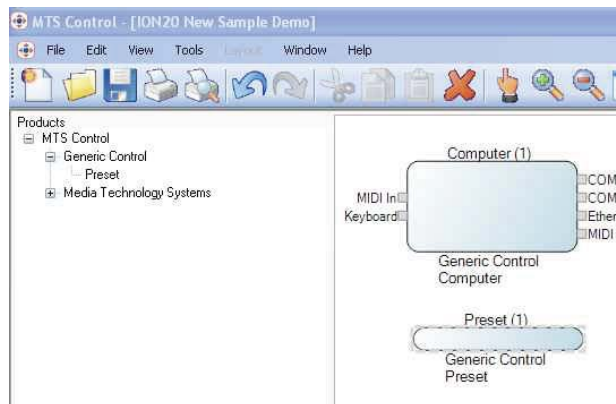 MTS Control - [ION20 New Sample Demo]
File Edit View Tools Layout Window Help
Products
MTS Control
Generic Control
Preset
Media Technology Systems
Computer (1)
MIDI In
Keyboard
COM
COM
Ether
MIDI
Generic Control
Computer
Preset (1)
Generic Control
Preset